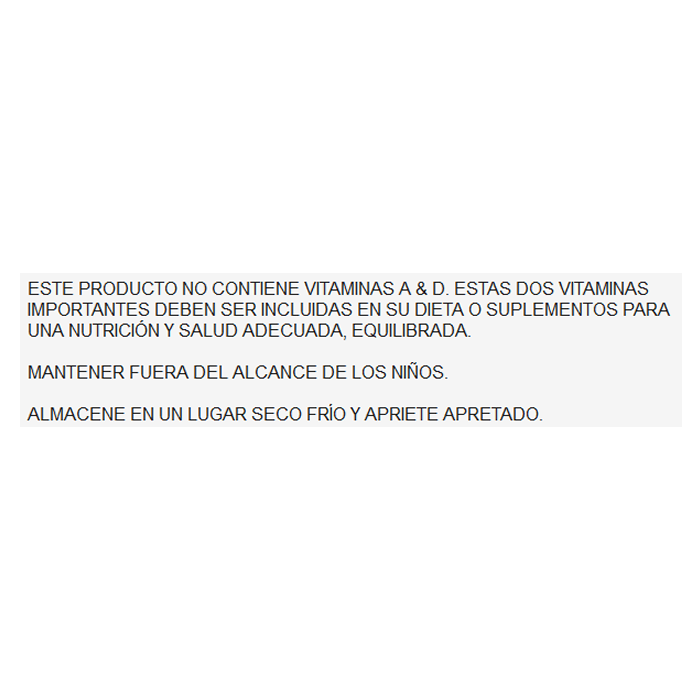 ESTE PRODUCTO NO CONTIENE VITAMINAS A & D. ESTAS DOS VITAMINAS
IMPORTANTES DEBEN SER INCLUIDAS EN SU DIETA O SUPLEMENTOS PARA
UNA NUTRICIÓN Y SALUD ADECUADA, EQUILIBRADA.
MANTENER FUERA DEL ALCANCE DE LOS NIÑOS.
ALMACENE EN UN LUGAR SECO FRÍO Y APRIETE APRETADO.